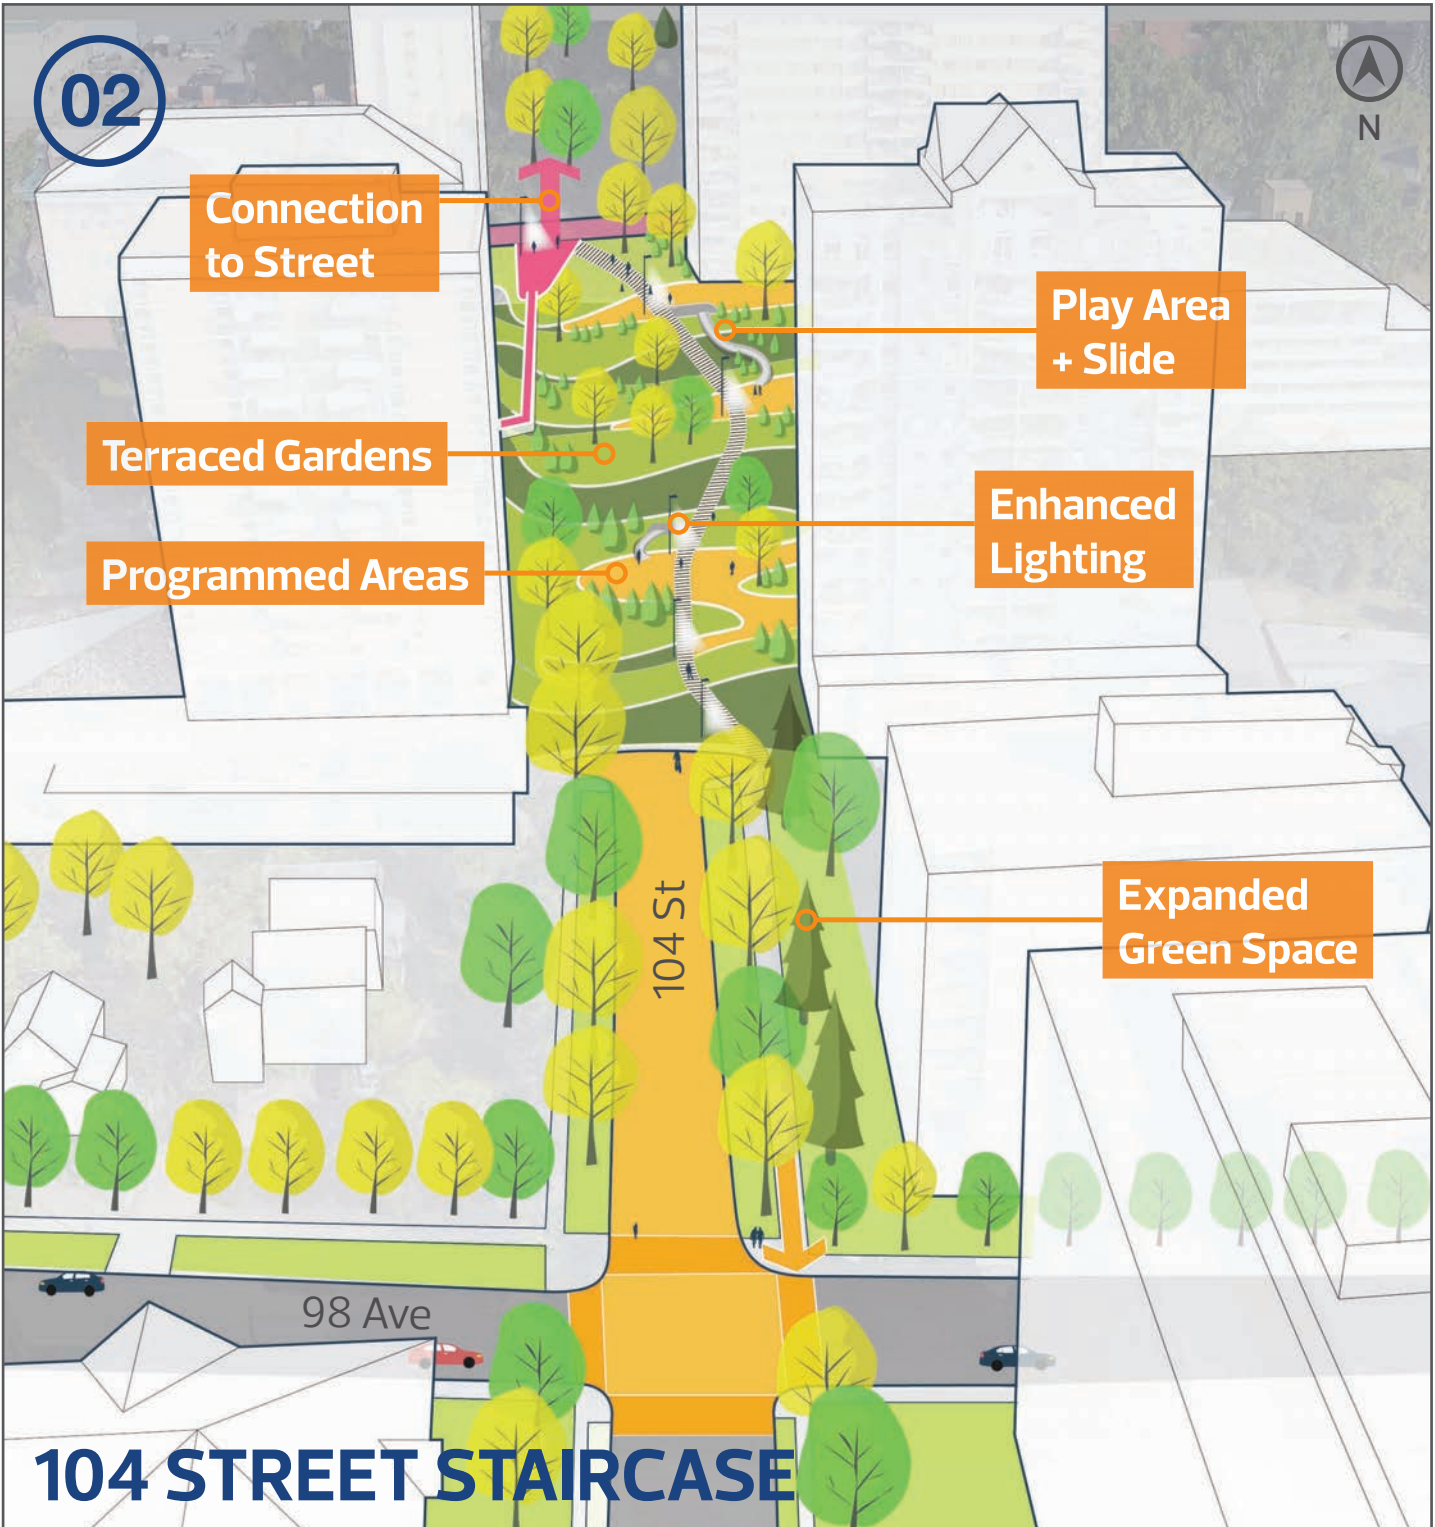 02
N
Connection
to Street
Play Area
+ Slide
Terraced Gardens
Enhanced
Lighting
Programmed Areas
104 St
Expanded
Green Space
98 Ave
104 STREET STAIRCASE